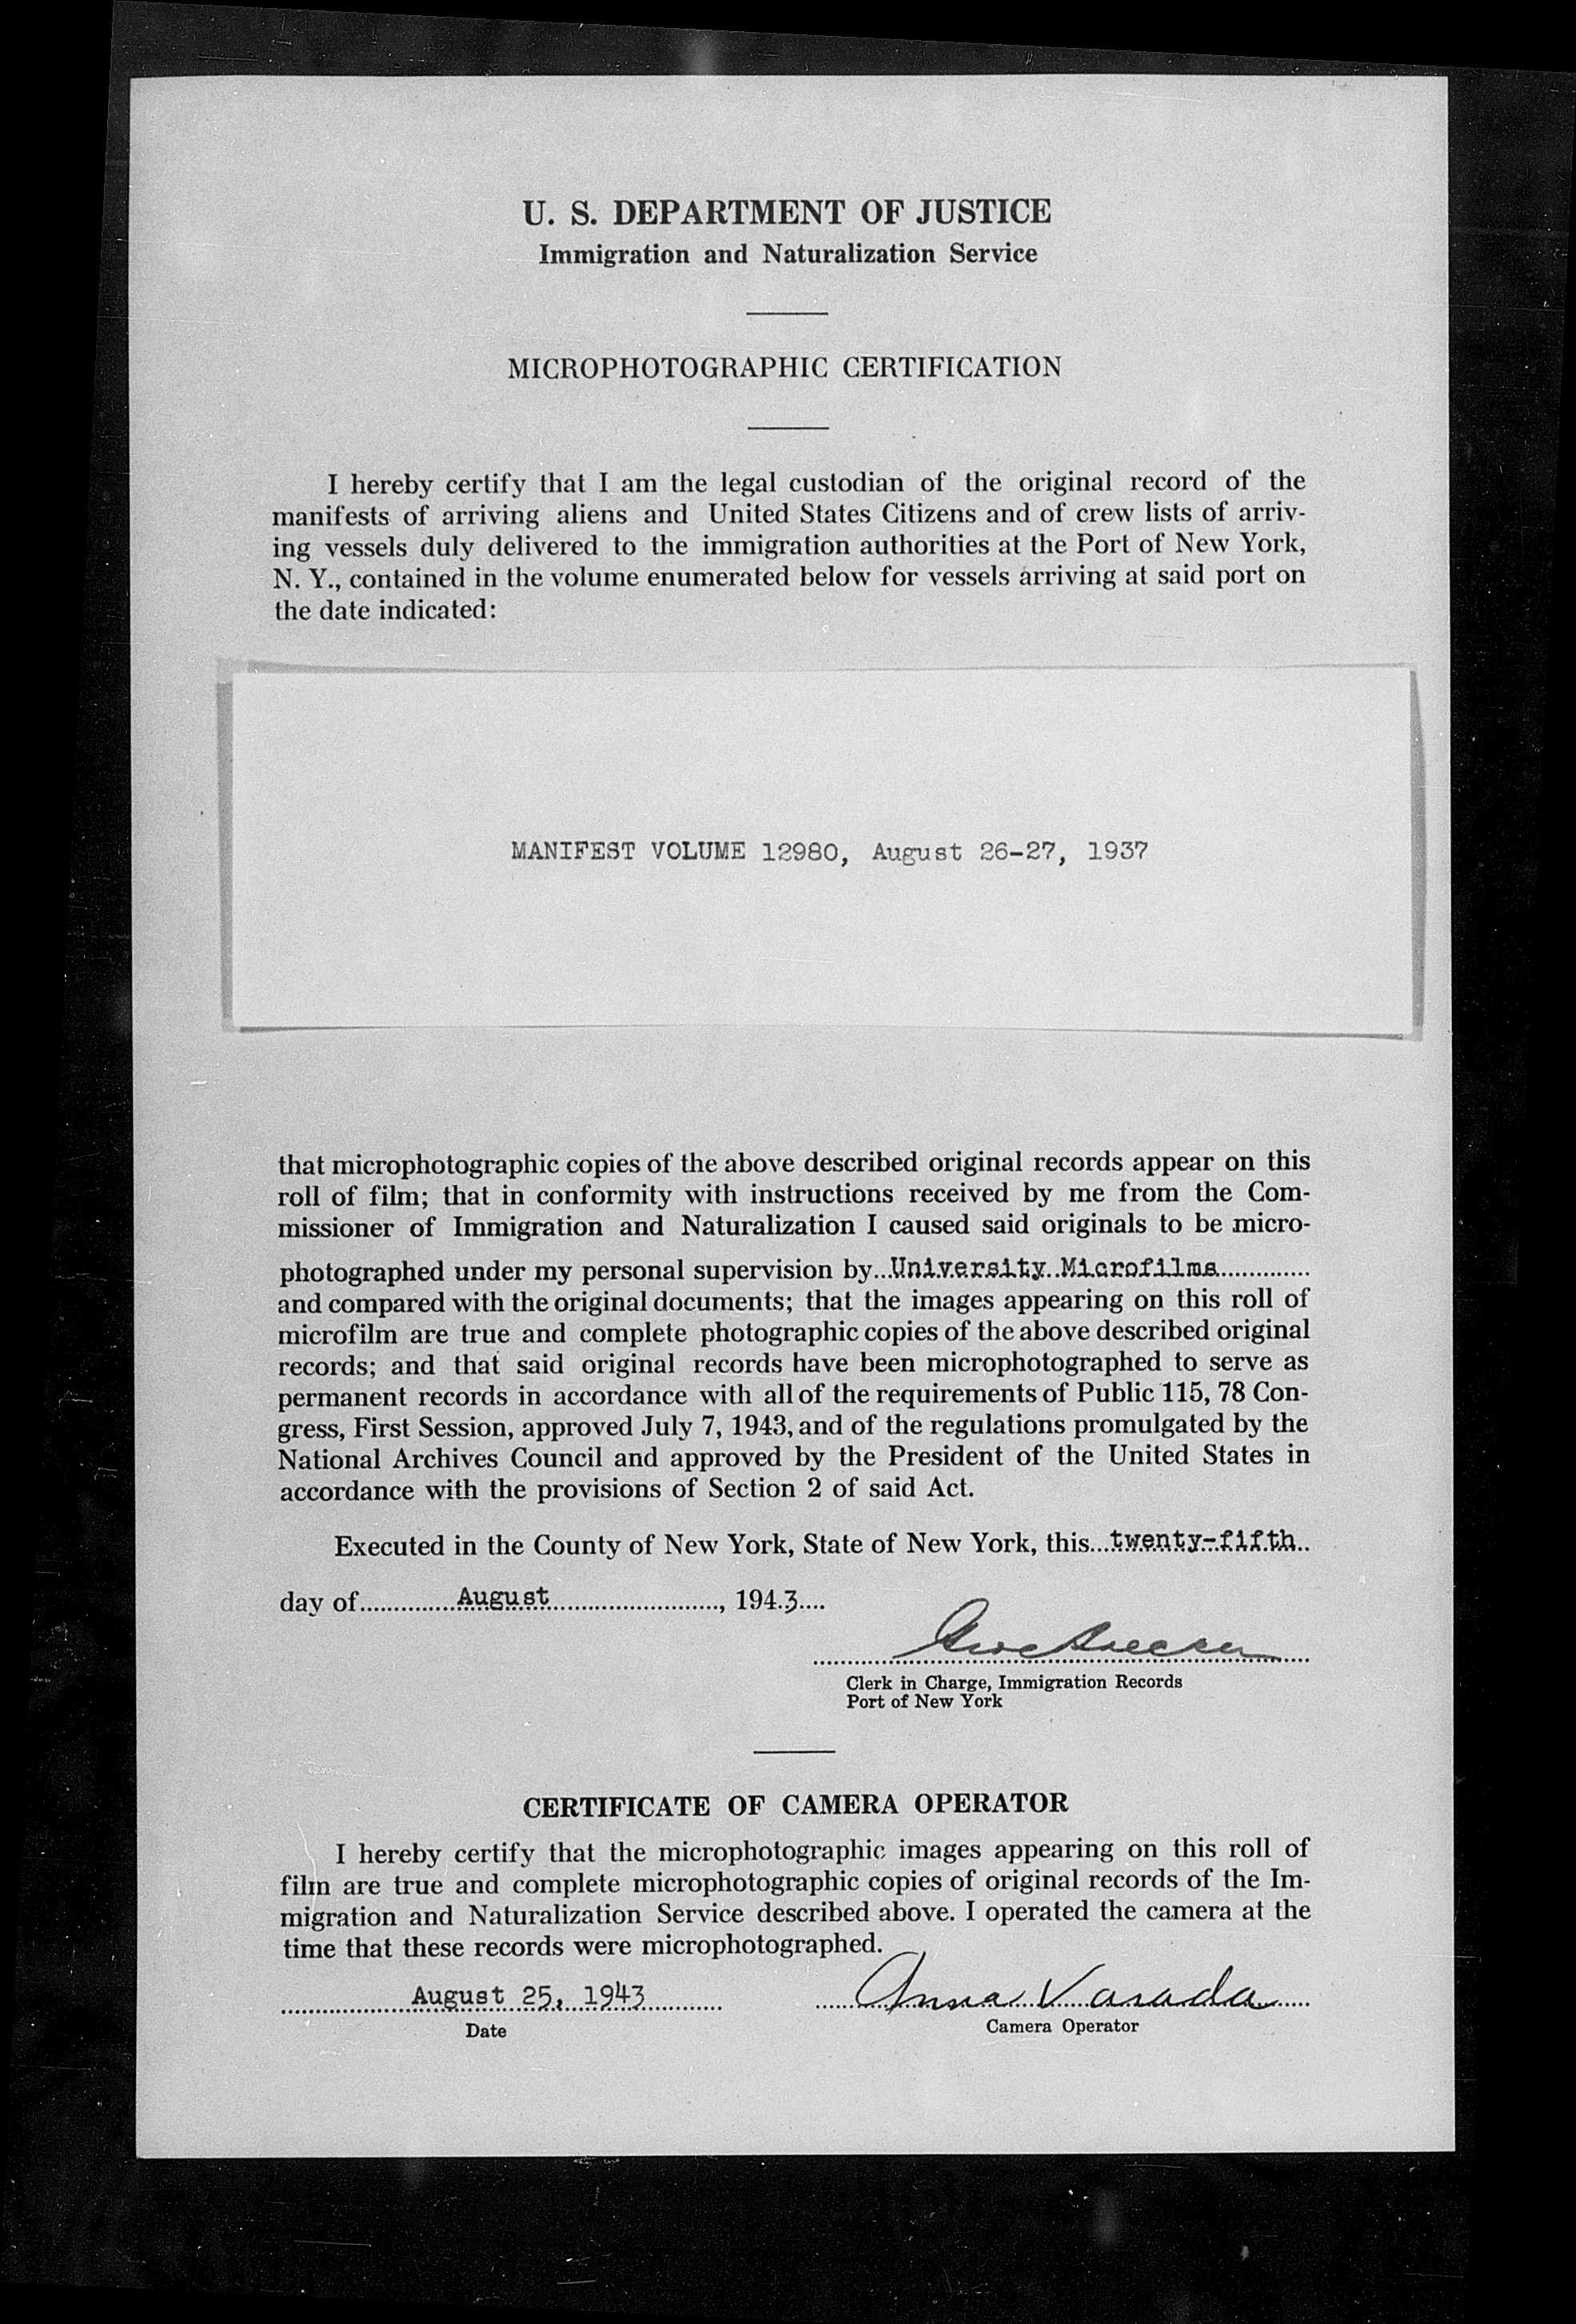 U. S. DEPARTMENT OF JUSTICE
Immigration and Naturalization Service
MICROPHOTOGRAPHIC CERTIFICATION
I hereby certify that I am the legal custodian of the original record of the
manifests of arriving aliens and United States Citizens and of crew lists of arriv-
ing vessels duly delivered to the immigration authorities at the Port of New York,
N. Y., contained in the volume enumerated below for vessels arriving at said port on
the date indicated:
MANIFEST VOLUME 12980, August 26-27, 1937
that microphotographic copies of the above described original records appear on this
roll of film; that in conformity with instructions received by me from the Com-
missioner of Immigration and Naturalization I caused said originals to be micro-
photographed under my personal supervision by...University Microfilms.............
and compared with the original documents; that the images appearing on this roll of
microfilm are true and complete photographic copies of the above described original
records; and that said original records have been microphotographed to serve as
permanent records in accordance with all of the requirements of Public 115, 78 Con-
gress, First Session, approved July 7, 1943, and of the regulations promulgated by the
National Archives Council and approved by the President of the United States in
accordance with the provisions of Section 2 of said Act.
Executed in the County of New York, State of New York, this...twenty-fifth..
day of..............August........................., 194.3....
Clerk in Charge, Immigration Records
Port of New York
CERTIFICATE OF CAMERA OPERATOR
I hereby certify that the microphotographic images appearing on this roll of
film are true and complete microphotographic copies of original records of the Im-
migration and Naturalization Service described above. I operated the camera at the
time that these records were microphotographed.
August 25, 1943 Anna Varada
Date Camera Operator